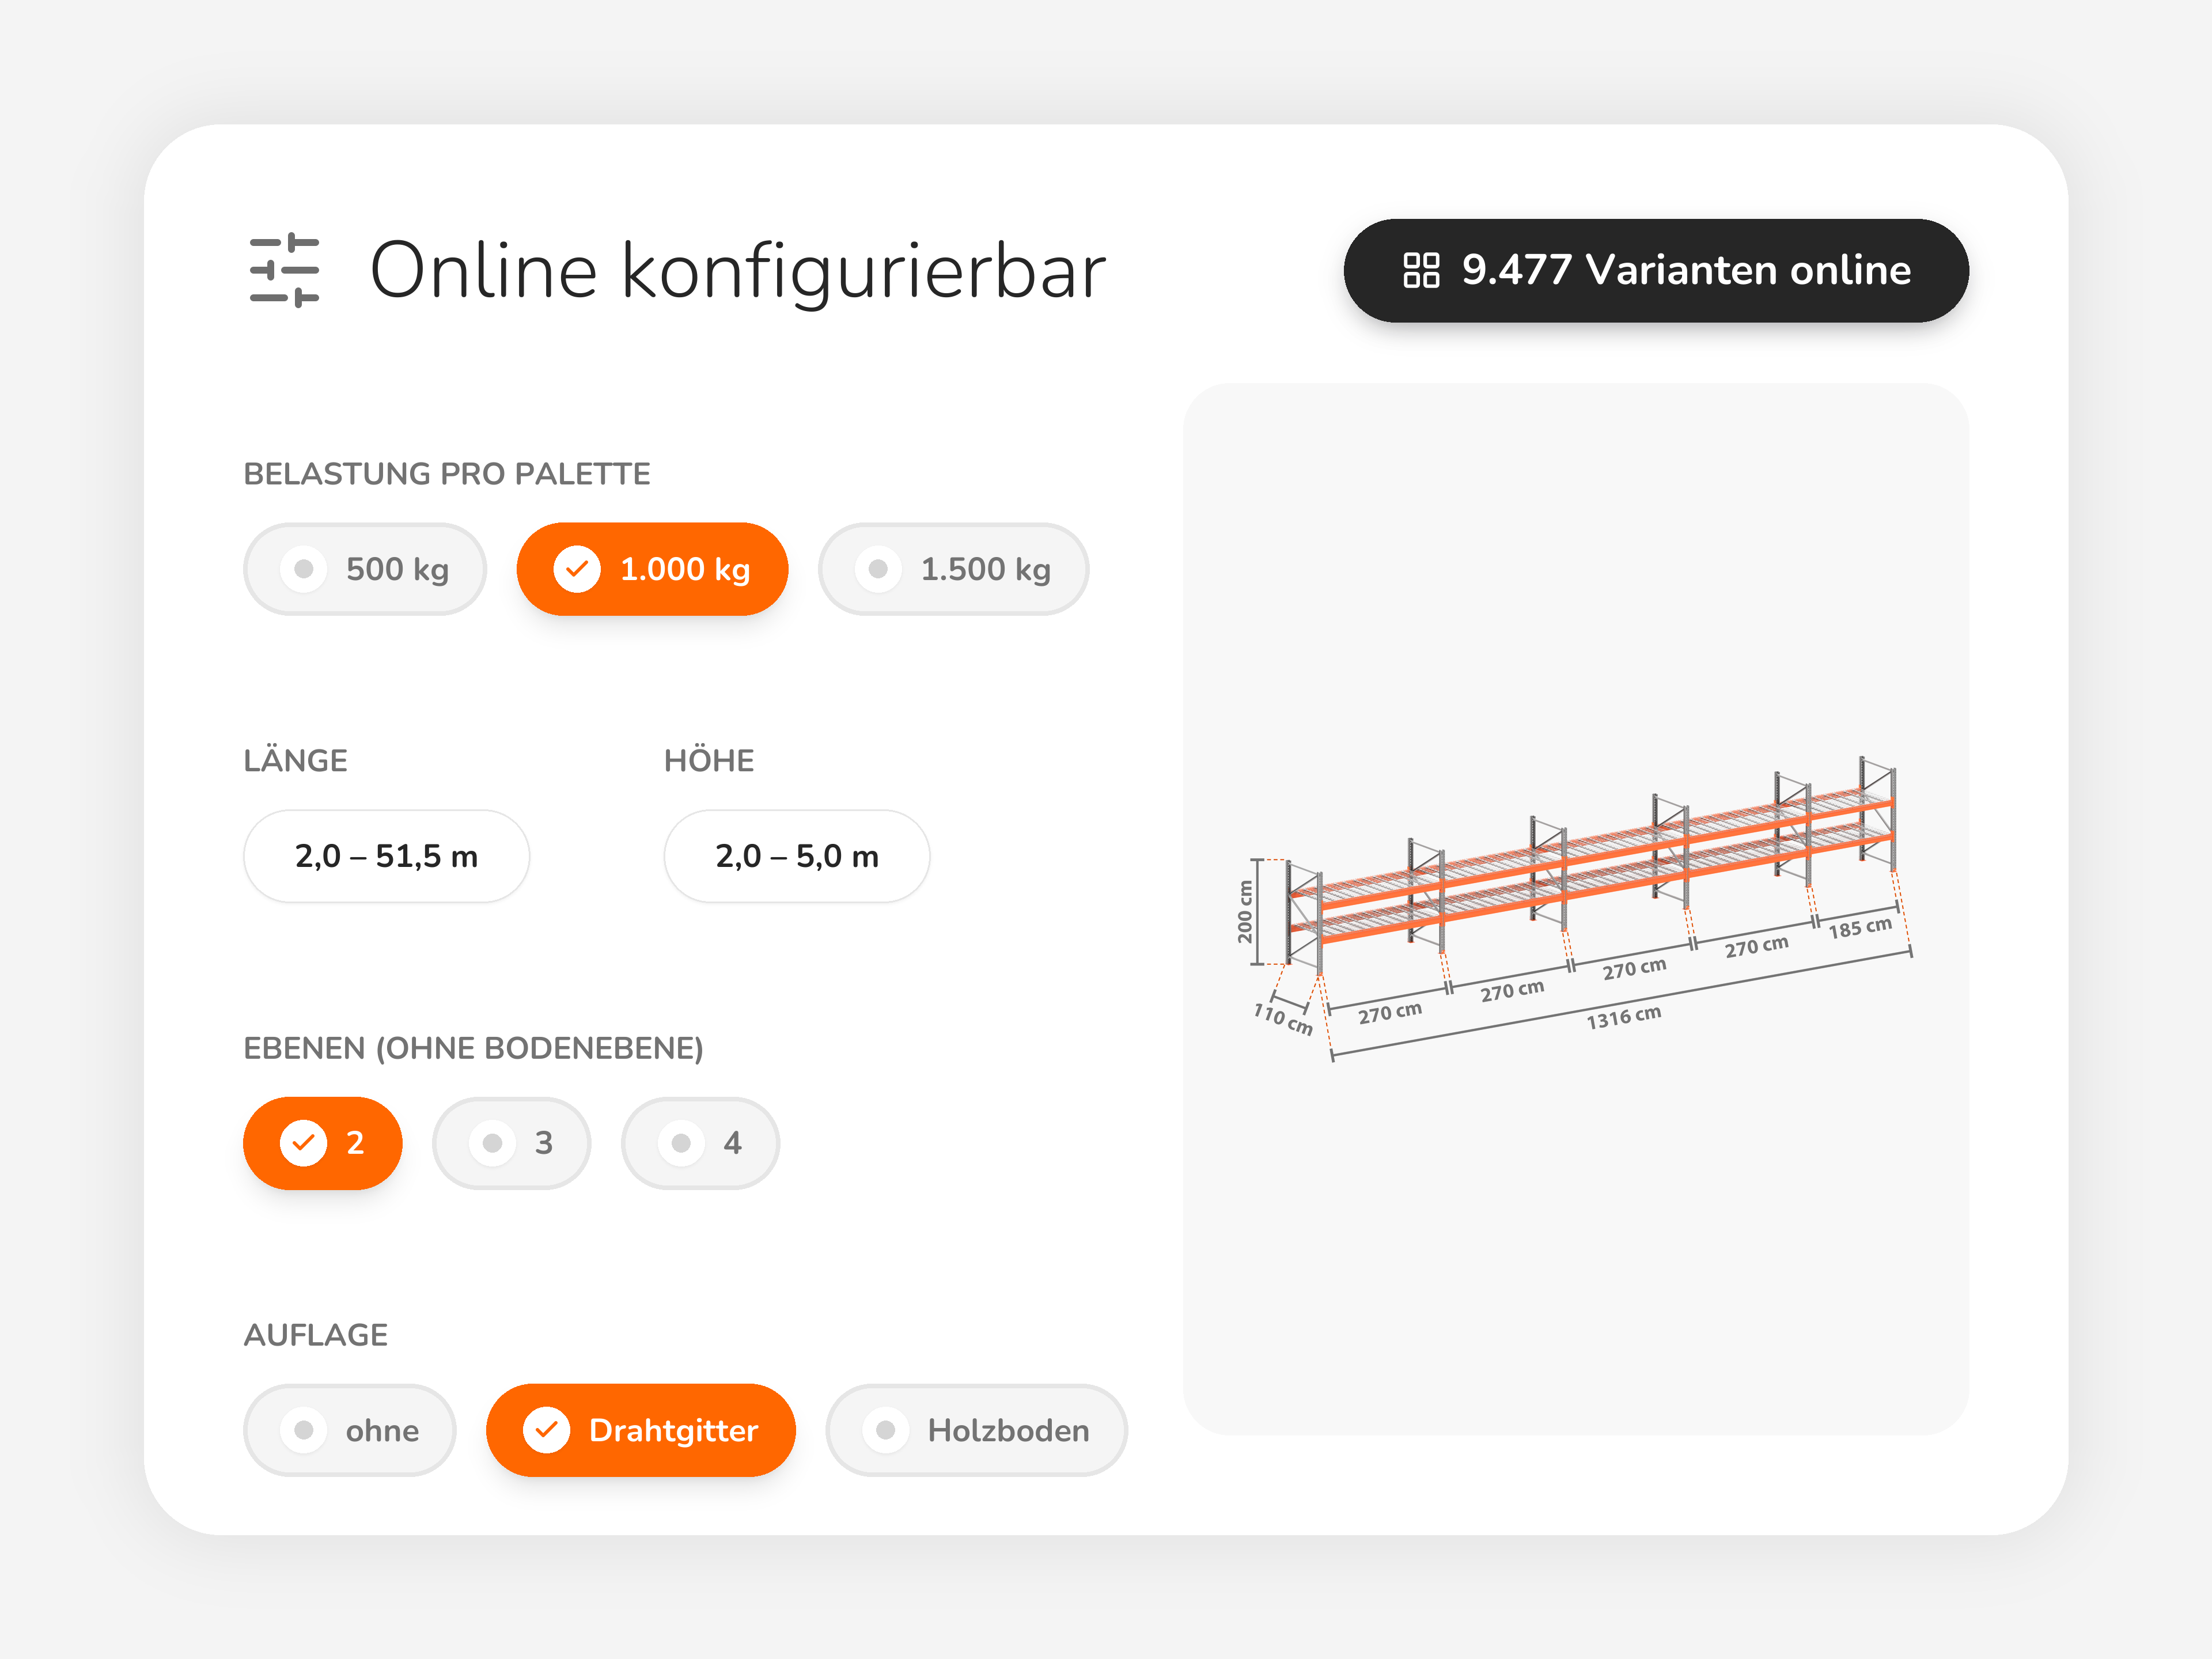 Online konfigurierbar
9.477 Varianten online
BELASTUNG PRO PALETTE
500 kg
1.000 kg
1.500 kg
LÄNGE
HÖHE
2,0 – 51,5 m
2,0 – 5,0 m
EBENEN (OHNE BODENEBENE)
2
3
4
AUFLAGE
ohne
Drahtgitter
Holzboden
200 cm
110 cm
270 cm
270 cm
270 cm
270 cm
185 cm
1316 cm